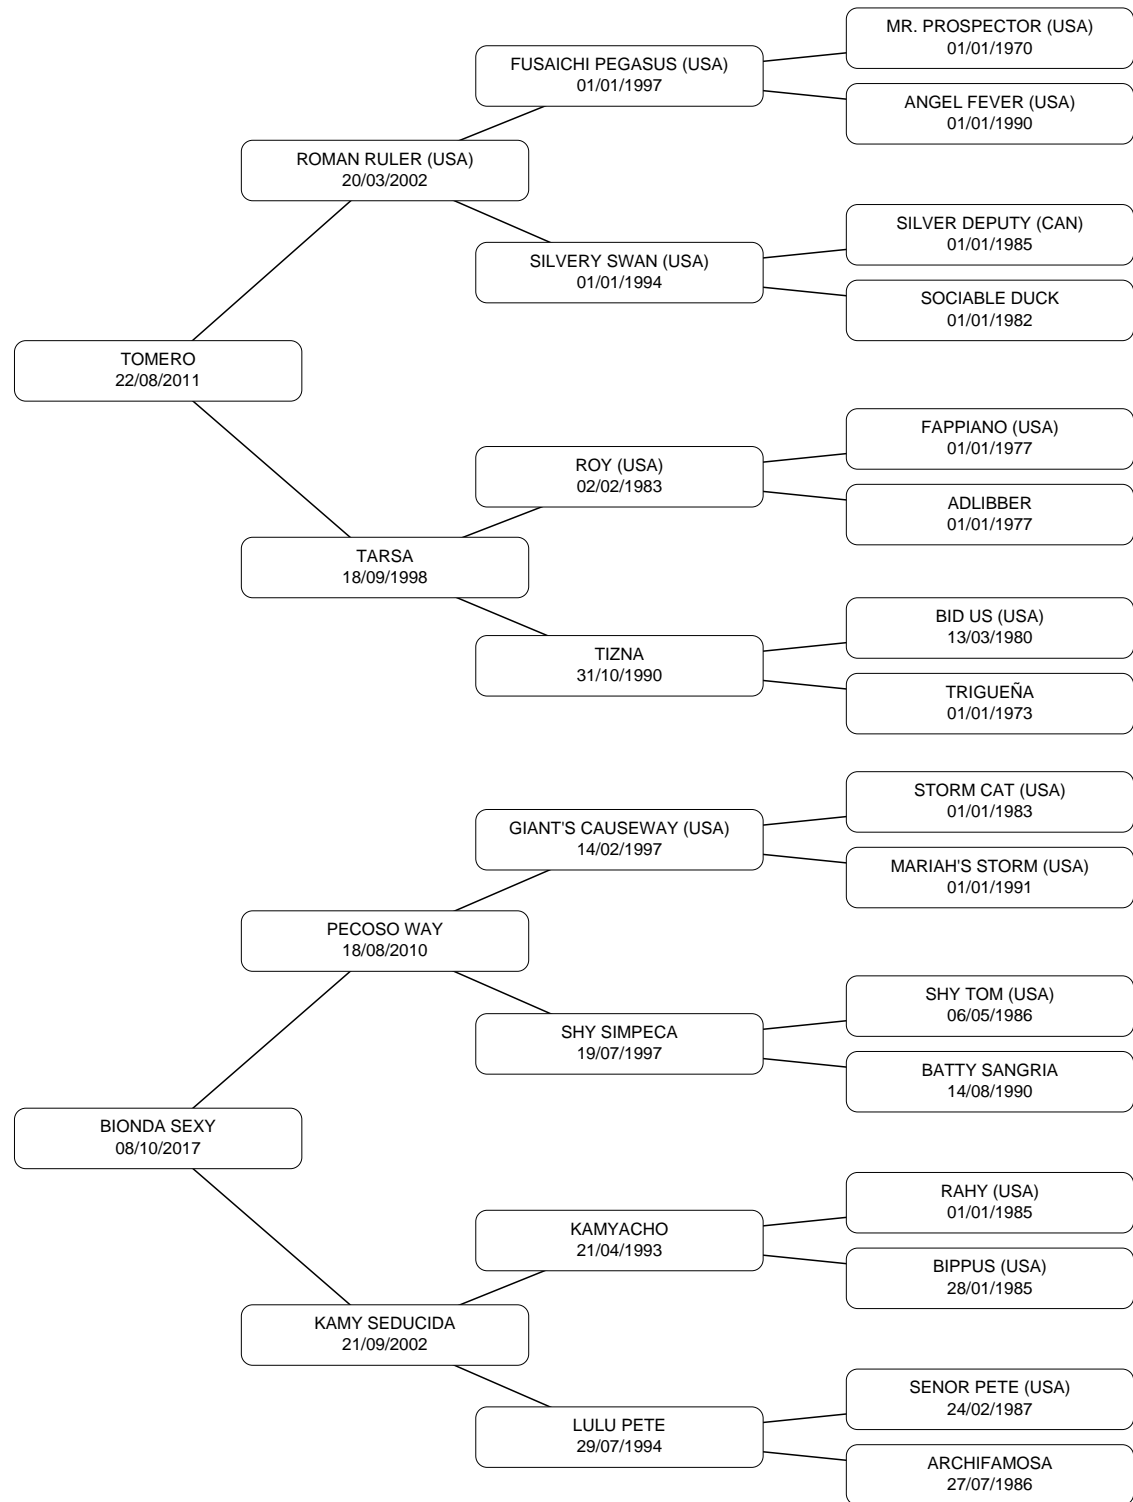 MR. PROSPECTOR (USA)
01/01/1970
FUSAICHI PEGASUS (USA)
01/01/1997
ANGEL FEVER (USA)
01/01/1990
ROMAN RULER (USA)
20/03/2002
SILVER DEPUTY (CAN)
01/01/1985
SILVERY SWAN (USA)
01/01/1994
SOCIABLE DUCK
01/01/1982
TOMERO
22/08/2011
FAPPIANO (USA)
01/01/1977
ROY (USA)
02/02/1983
ADLIBBER
01/01/1977
TARSA
18/09/1998
BID US (USA)
13/03/1980
TIZNA
31/10/1990
TRIGUEÑA
01/01/1973
STORM CAT (USA)
01/01/1983
GIANT'S CAUSEWAY (USA)
14/02/1997
MARIAH'S STORM (USA)
01/01/1991
PECOSO WAY
18/08/2010
SHY TOM (USA)
06/05/1986
SHY SIMPECA
19/07/1997
BATTY SANGRIA
14/08/1990
BIONDA SEXY
08/10/2017
RAHY (USA)
01/01/1985
KAMYACHO
21/04/1993
BIPPUS (USA)
28/01/1985
KAMY SEDUCIDA
21/09/2002
SENOR PETE (USA)
24/02/1987
LULU PETE
29/07/1994
ARCHIFAMOSA
27/07/1986